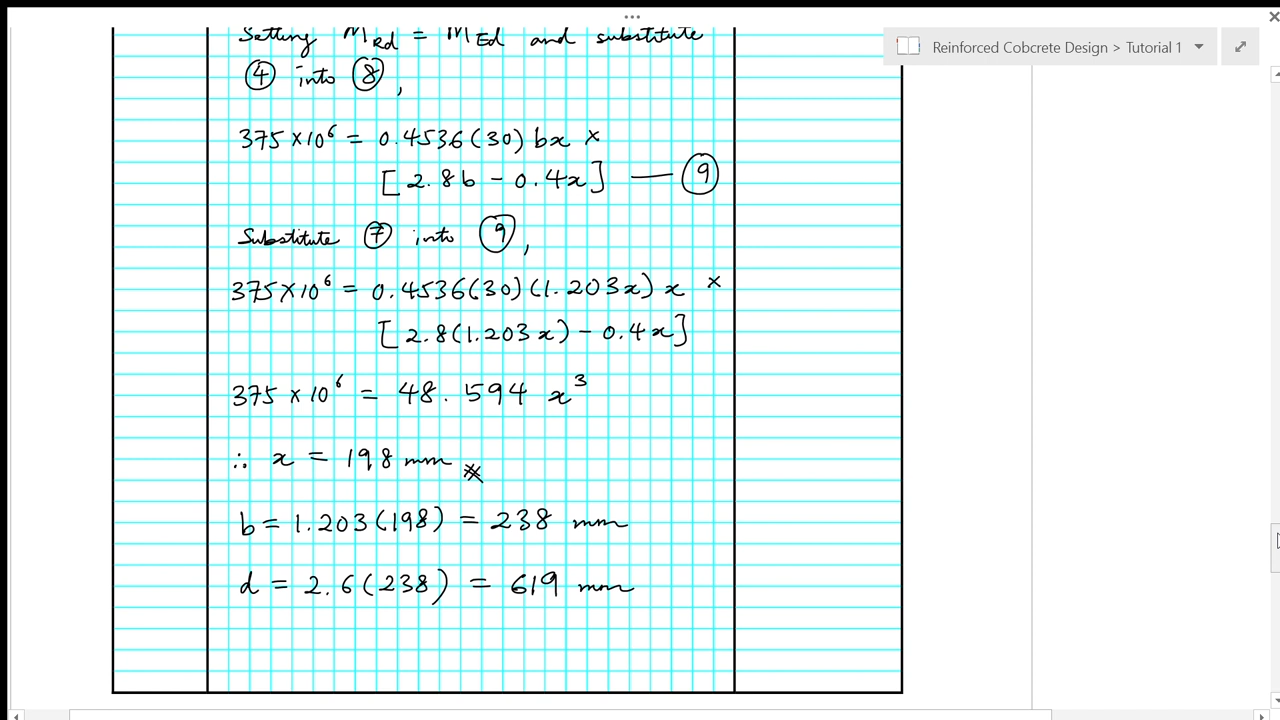 Reinforced Cobcrete Design > Tutorial 1
Setting M_Rd = M_Ed and substitute
④ into ⑧,
375 × 10⁶ = 0.4536(30) bx ×
[2.8b - 0.4x] — ⑨
Substitute ⑦ into ⑨,
375 × 10⁶ = 0.4536(30)(1.203x) x ×
[2.8(1.203x) - 0.4x]
375 × 10⁶ = 48.594 x³
∴ x = 198 mm
b = 1.203(198) = 238 mm
d = 2.6(238) = 619 mm